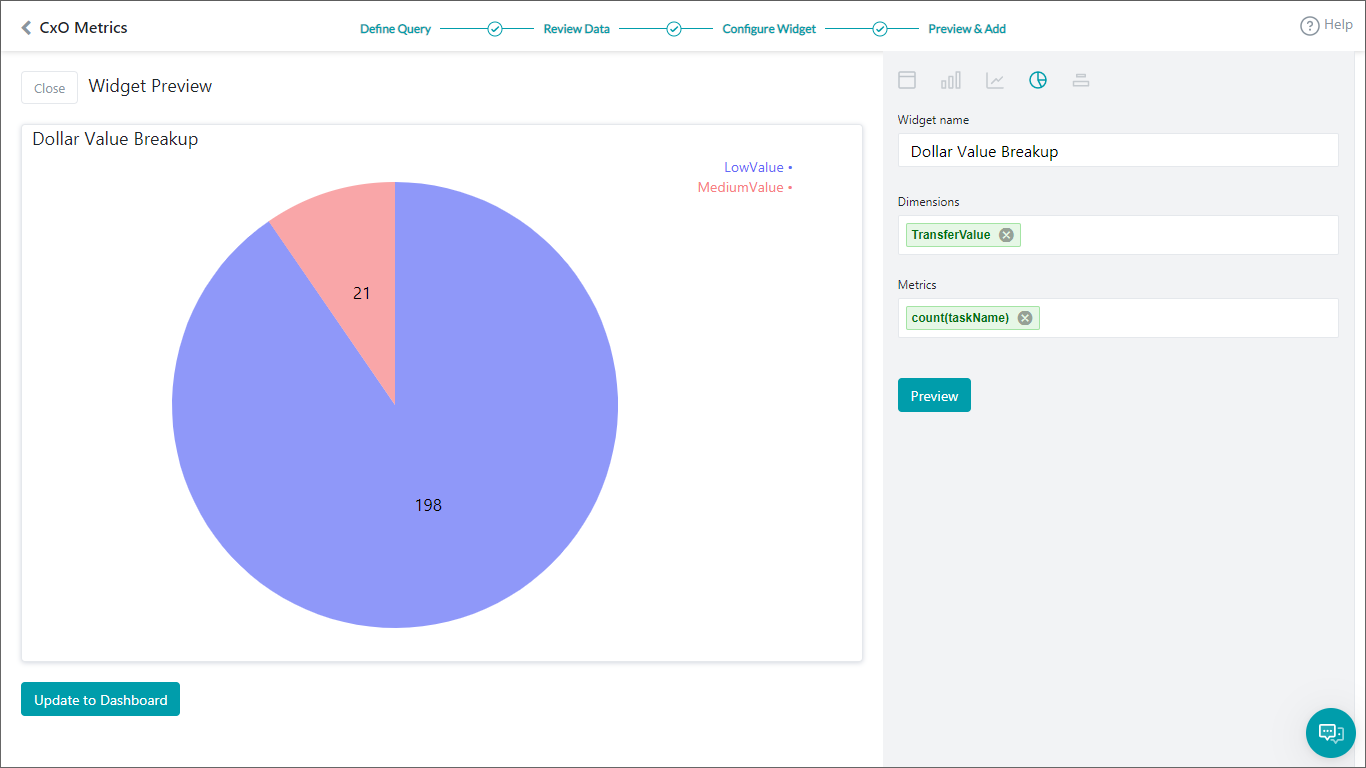 CxO Metrics
Define Query
Review Data
Configure Widget
Preview & Add
Help
Close
Widget Preview
Dollar Value Breakup
LowValue
MediumValue
21
198
Update to Dashboard
Widget name
Dollar Value Breakup
Dimensions
TransferValue
Metrics
count(taskName)
Preview